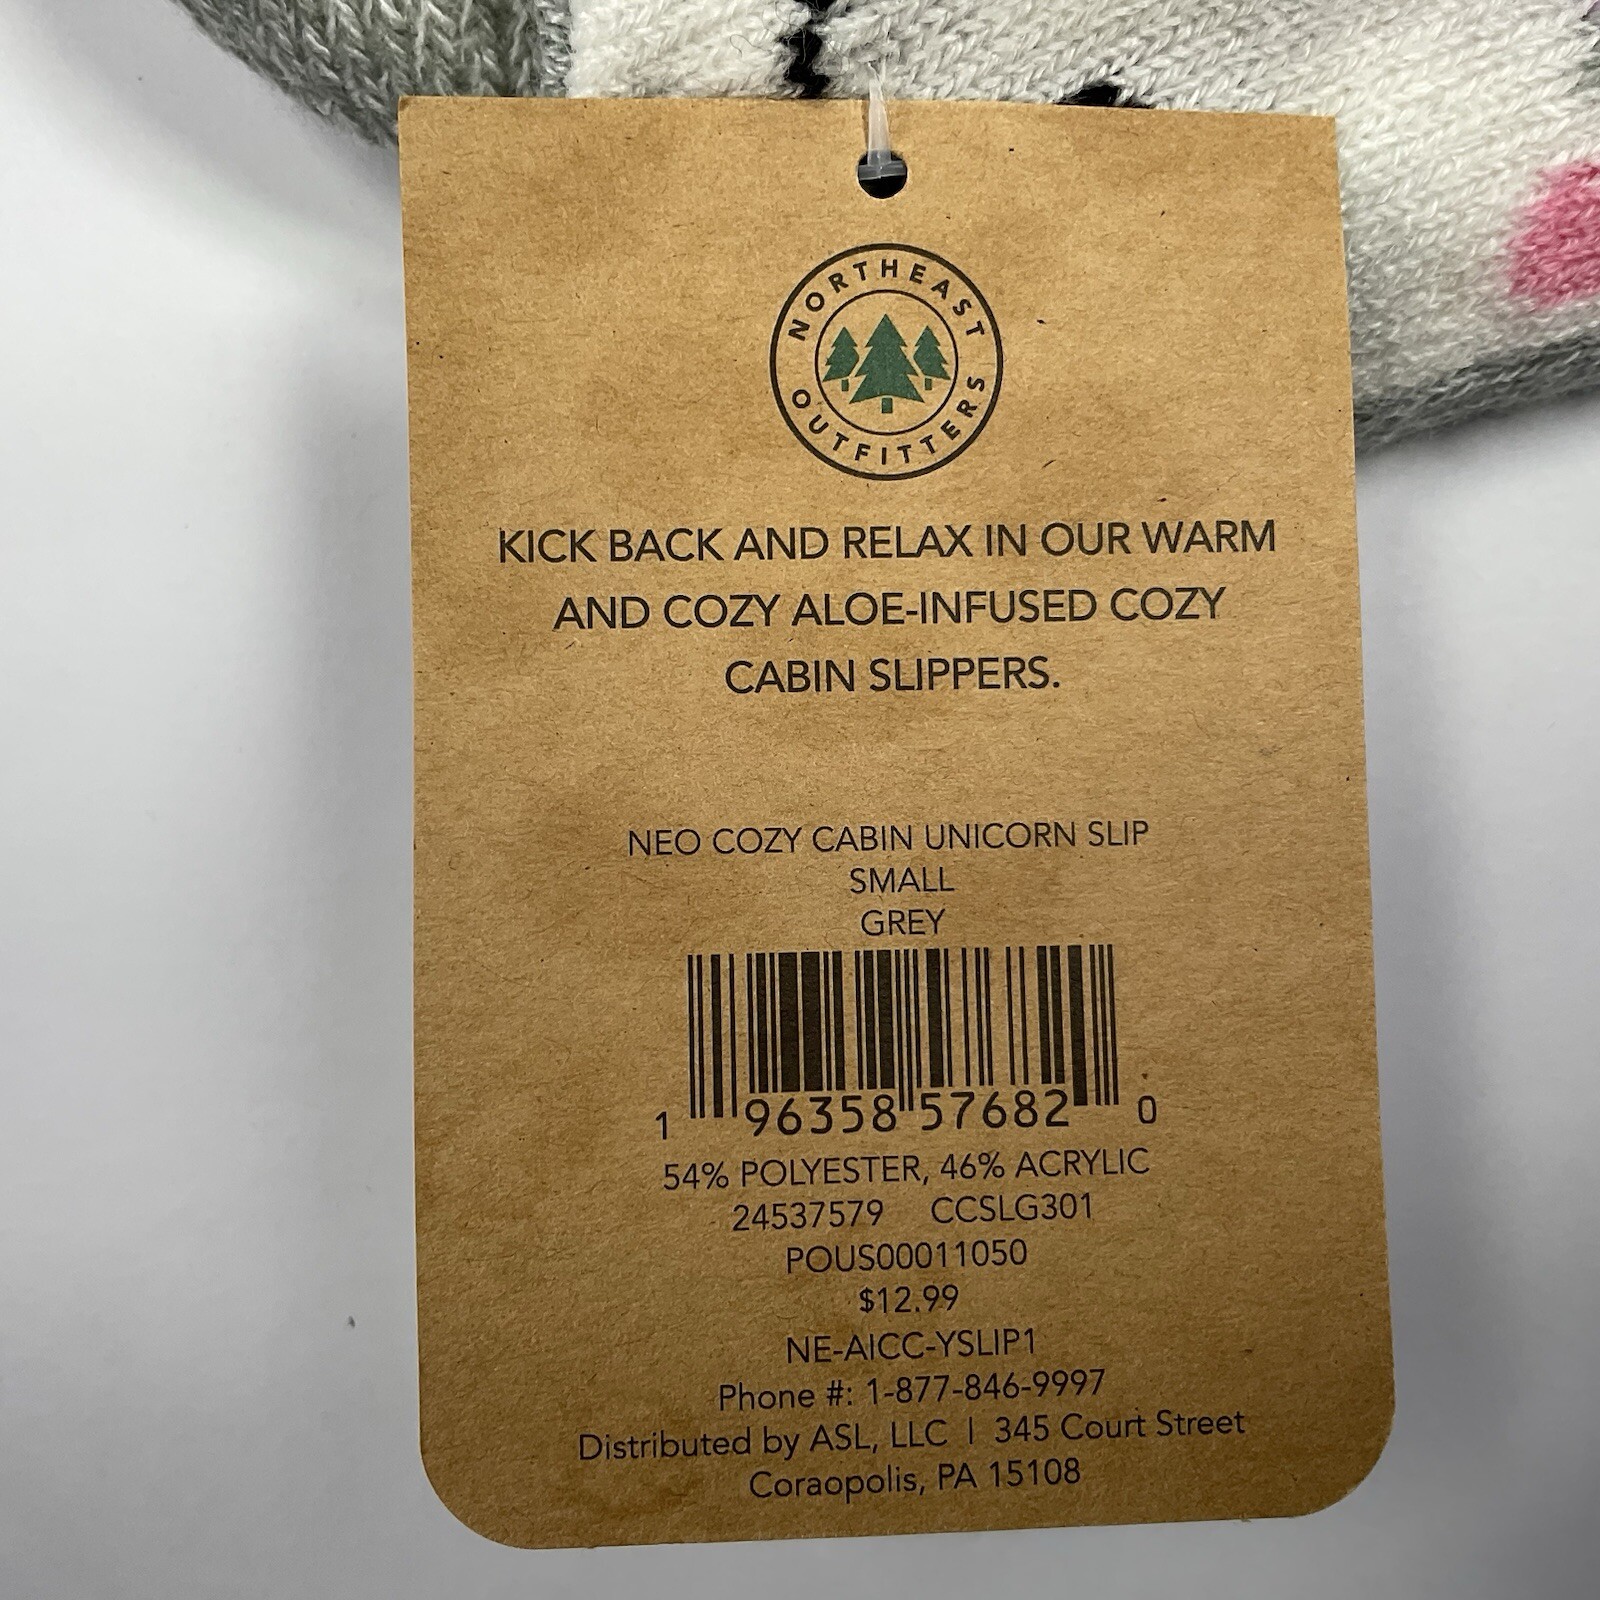 NORTHEAST
OUTFITTERS
KICK BACK AND RELAX IN OUR WARM
AND COZY ALOE-INFUSED COZY
CABIN SLIPPERS.
NEO COZY CABIN UNICORN SLIP
SMALL
GREY
1 96358 57682 0
54% POLYESTER, 46% ACRYLIC
24537579 CCSLG301
POUS00011050
$12.99
NE-AICC-YSLIP1
Phone #: 1-877-846-9997
Distributed by ASL, LLC | 345 Court Street
Coraopolis, PA 15108